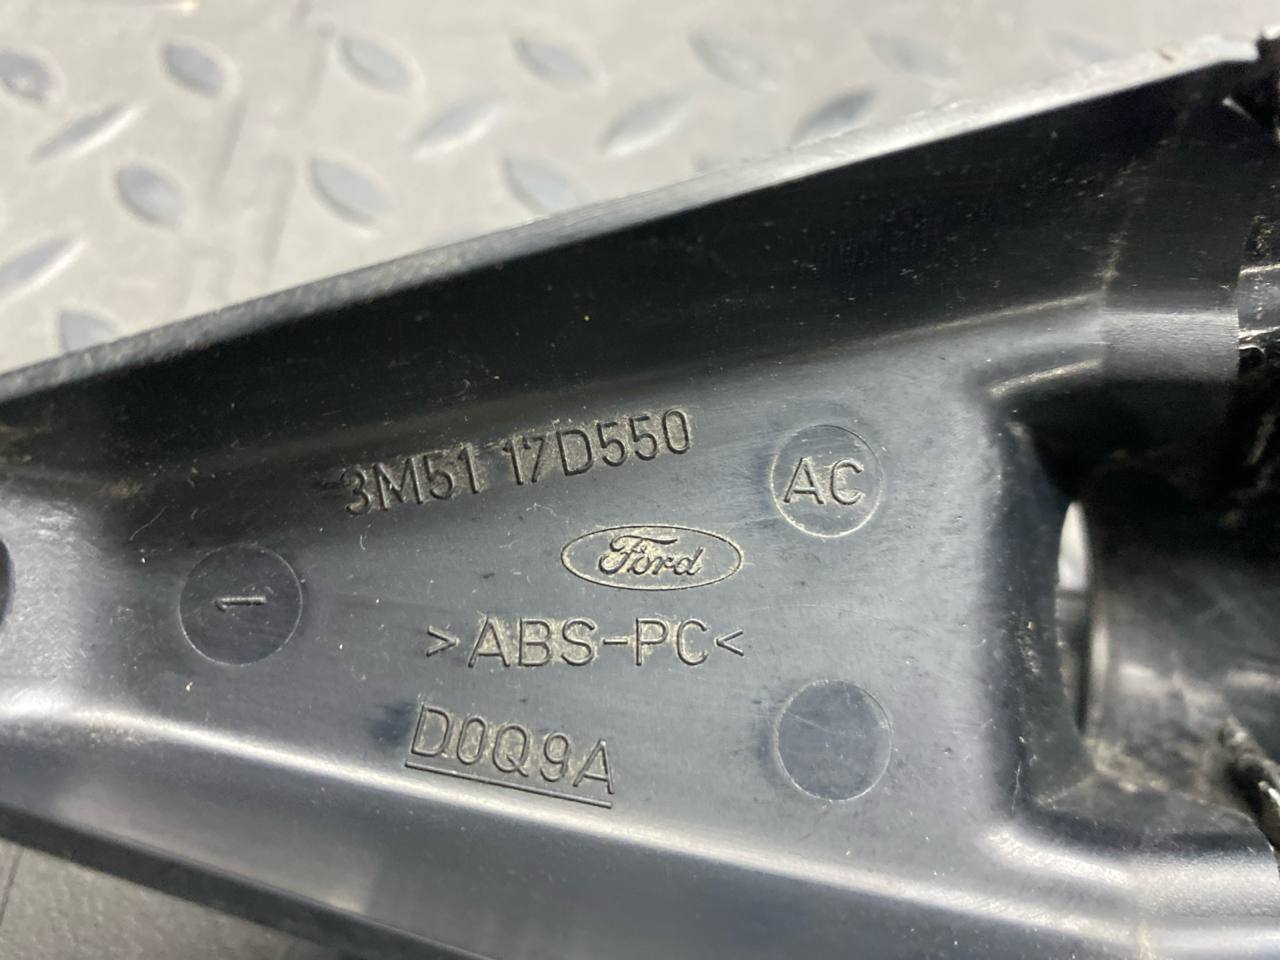 3M51 17D550
AC
Ford
1
>ABS-PC<
D0Q9A